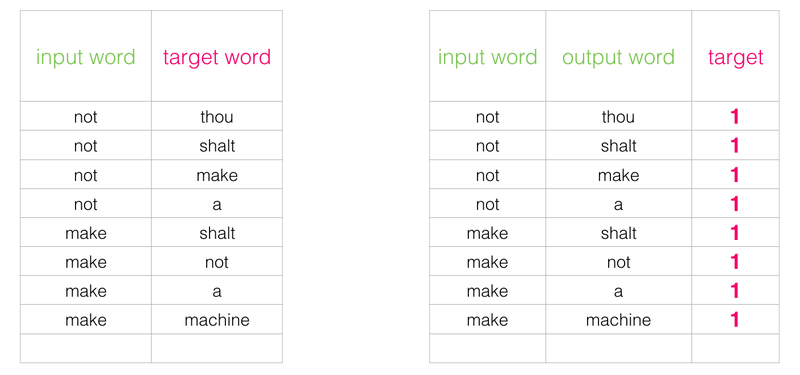 input word target word
not thou
not shalt
not make
not a
make shalt
make not
make a
make machine
input word output word target
not thou 1
not shalt 1
not make 1
not a 1
make shalt 1
make not 1
make a 1
make machine 1